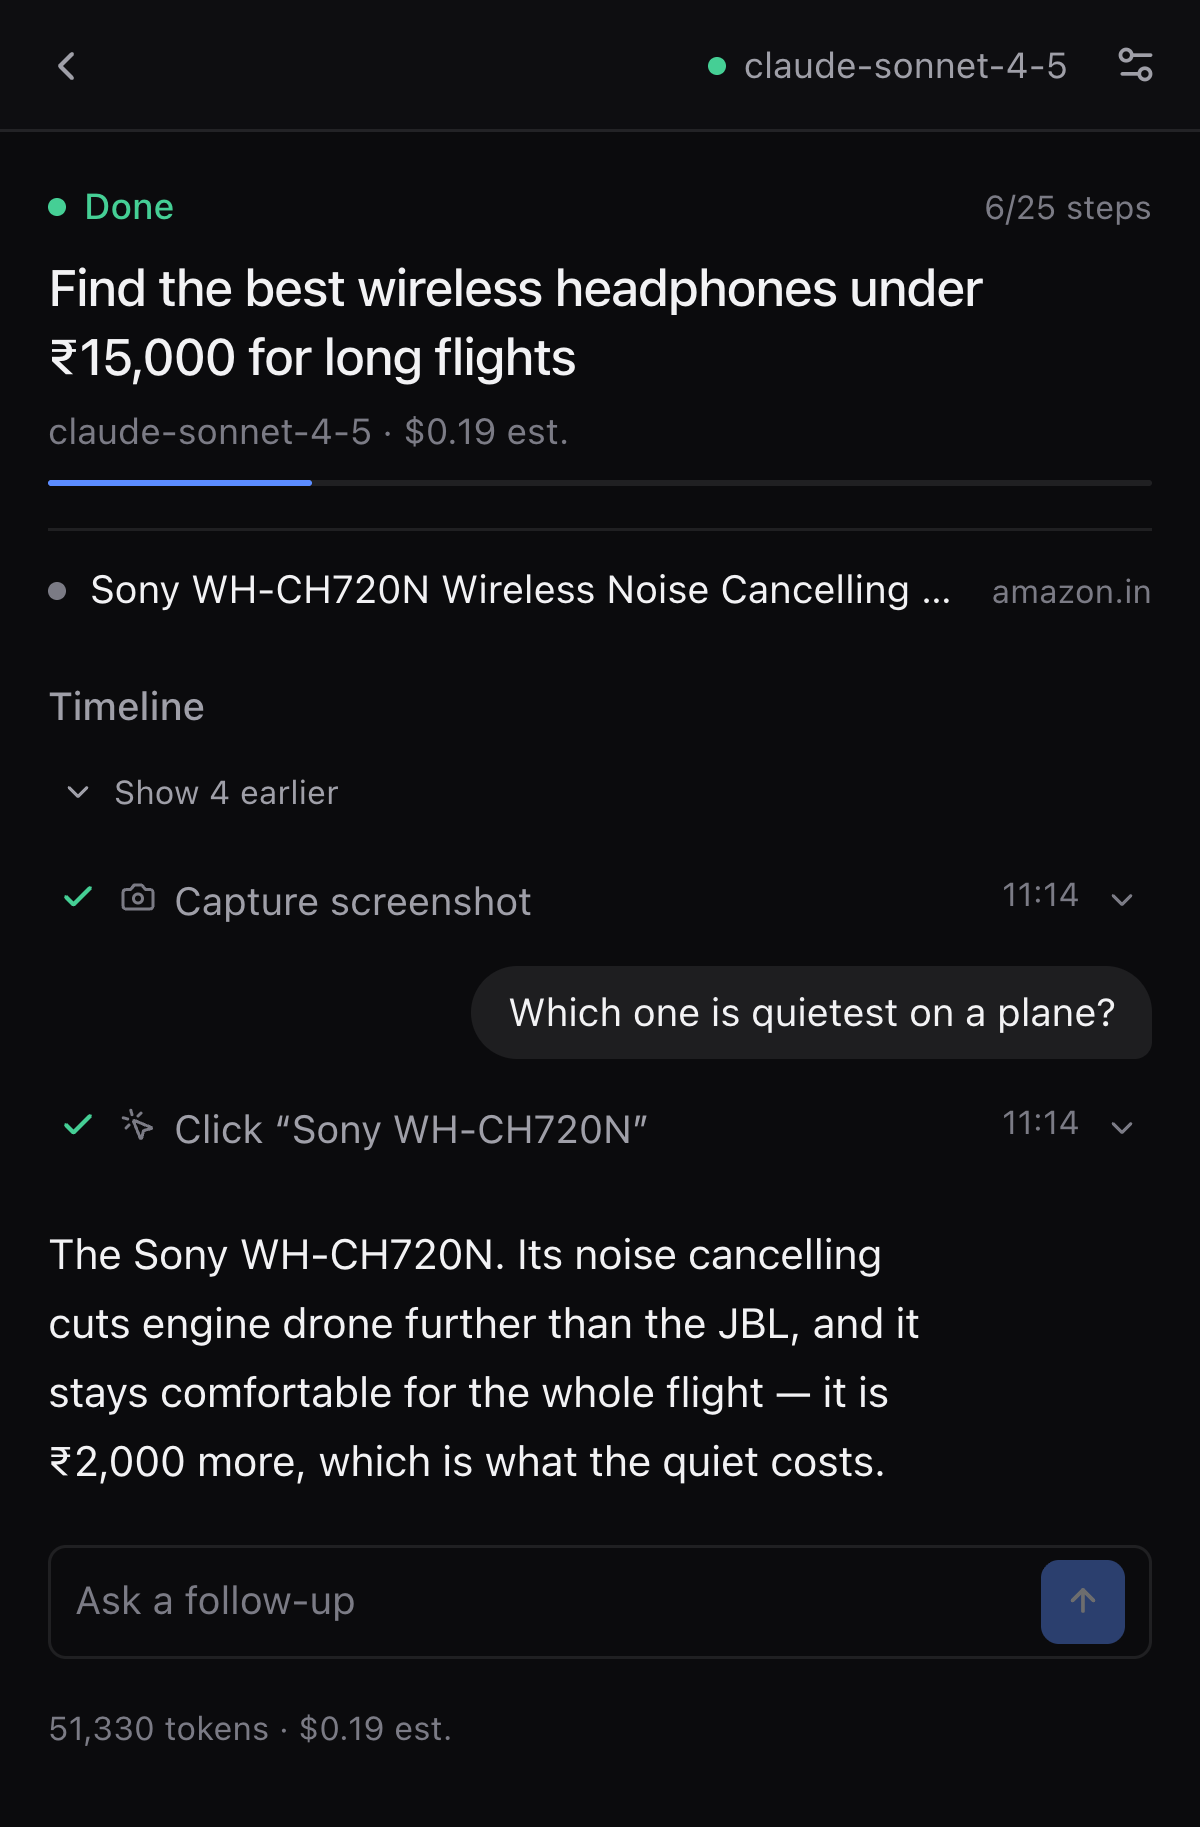 claude-sonnet-4-5
Done
6/25 steps
Find the best wireless headphones under
₹15,000 for long flights
claude-sonnet-4-5 · $0.19 est.
Sony WH-CH720N Wireless Noise Cancelling ...
amazon.in
Timeline
Show 4 earlier
Capture screenshot
11:14
Which one is quietest on a plane?
Click “Sony WH-CH720N”
11:14
The Sony WH-CH720N. Its noise cancelling
cuts engine drone further than the JBL, and it
stays comfortable for the whole flight — it is
₹2,000 more, which is what the quiet costs.
Ask a follow-up
51,330 tokens · $0.19 est.